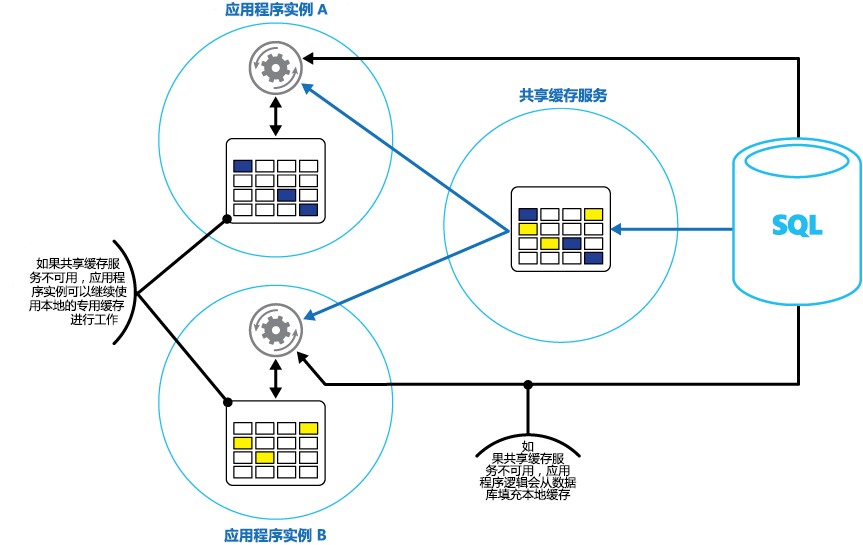 应用程序实例 A
共享缓存服务
SQL
如果共享缓存服
务不可用，应用程
序实例可以继续使
用本地的专用缓存
进行工作
如
果共享缓存服
务不可用，应用
程序逻辑会从数据
库填充本地缓存
应用程序实例 B